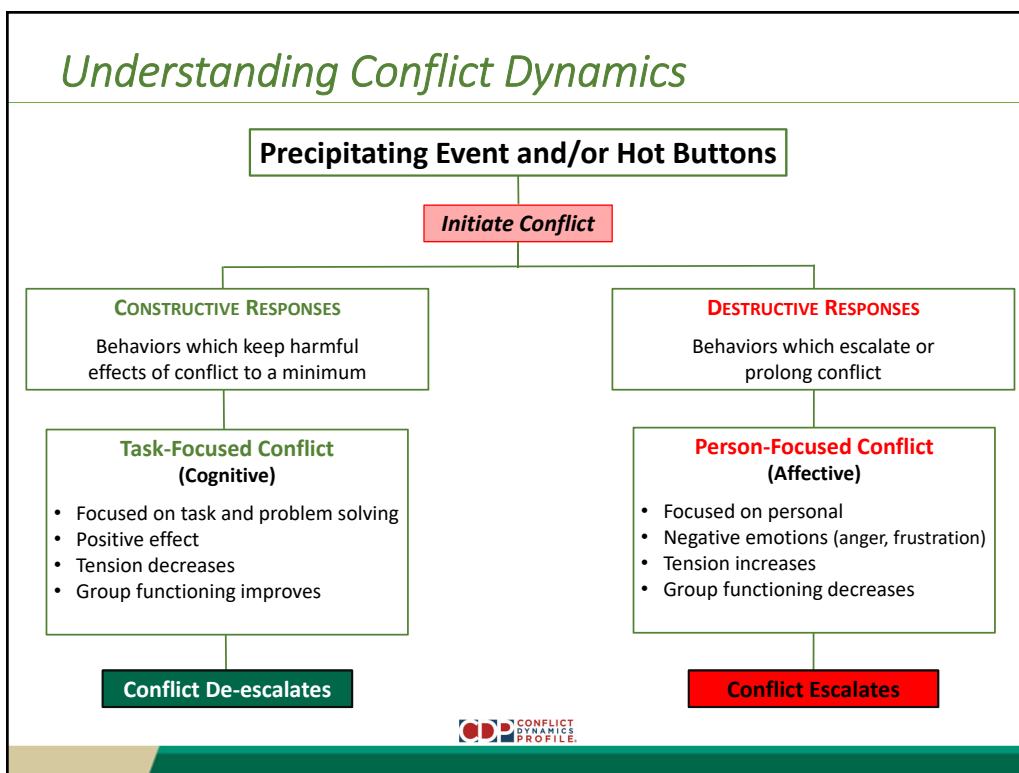 Understanding Conflict Dynamics
Precipitating Event and/or Hot Buttons
Initiate Conflict
CONSTRUCTIVE RESPONSES
Behaviors which keep harmful
effects of conflict to a minimum
DESTRUCTIVE RESPONSES
Behaviors which escalate or
prolong conflict
Task-Focused Conflict
(Cognitive)
• Focused on task and problem solving
• Positive effect
• Tension decreases
• Group functioning improves
Person-Focused Conflict
(Affective)
• Focused on personal
• Negative emotions (anger, frustration)
• Tension increases
• Group functioning decreases
Conflict De-escalates
Conflict Escalates
CDP
CONFLICT
DYNAMICS
PROFILE®